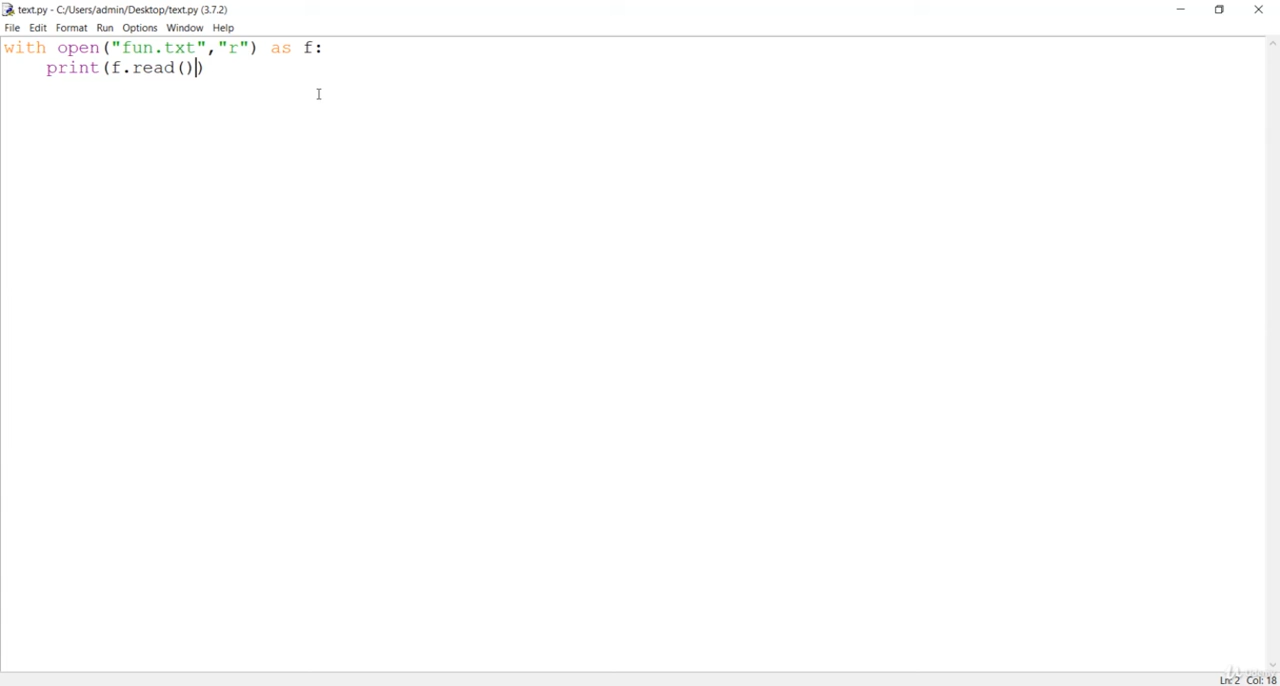 text.py - C:/Users/admin/Desktop/text.py (3.7.2)
File Edit Format Run Options Window Help
with open("fun.txt","r") as f:
    print(f.read())
Ln: 2 Col: 18